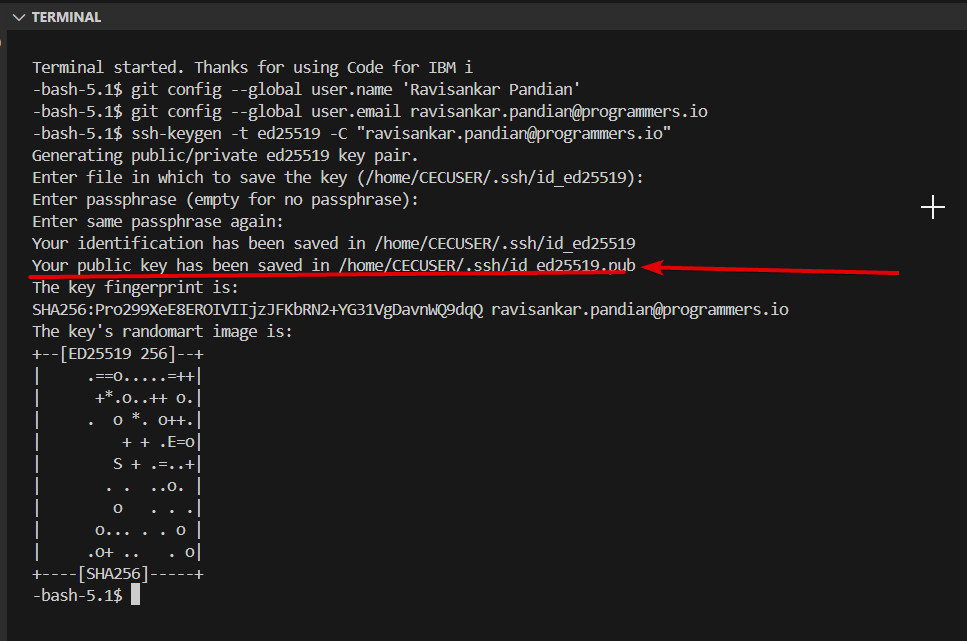 TERMINAL
Terminal started. Thanks for using Code for IBM i
-bash-5.1$ git config --global user.name 'Ravisankar Pandian'
-bash-5.1$ git config --global user.email ravisankar.pandian@programmers.io
-bash-5.1$ ssh-keygen -t ed25519 -C "ravisankar.pandian@programmers.io"
Generating public/private ed25519 key pair.
Enter file in which to save the key (/home/CECUSER/.ssh/id_ed25519):
Enter passphrase (empty for no passphrase):
Enter same passphrase again:
Your identification has been saved in /home/CECUSER/.ssh/id_ed25519
Your public key has been saved in /home/CECUSER/.ssh/id_ed25519.pub
The key fingerprint is:
SHA256:Pro299XeE8EROIVIIjzJFKbRN2+YG31VgDavnWQ9dqQ ravisankar.pandian@programmers.io
The key's randomart image is:
+--[ED25519 256]--+
|     .==o.....=++|
|      +*.o..++ o.|
|     .  o *. o++.|
|         + + .E=o|
|        S + .=..+|
|       . .  ..o. |
|        o   . . .|
|      o... . . o |
|     .o+ ..   . o|
+----[SHA256]-----+
-bash-5.1$